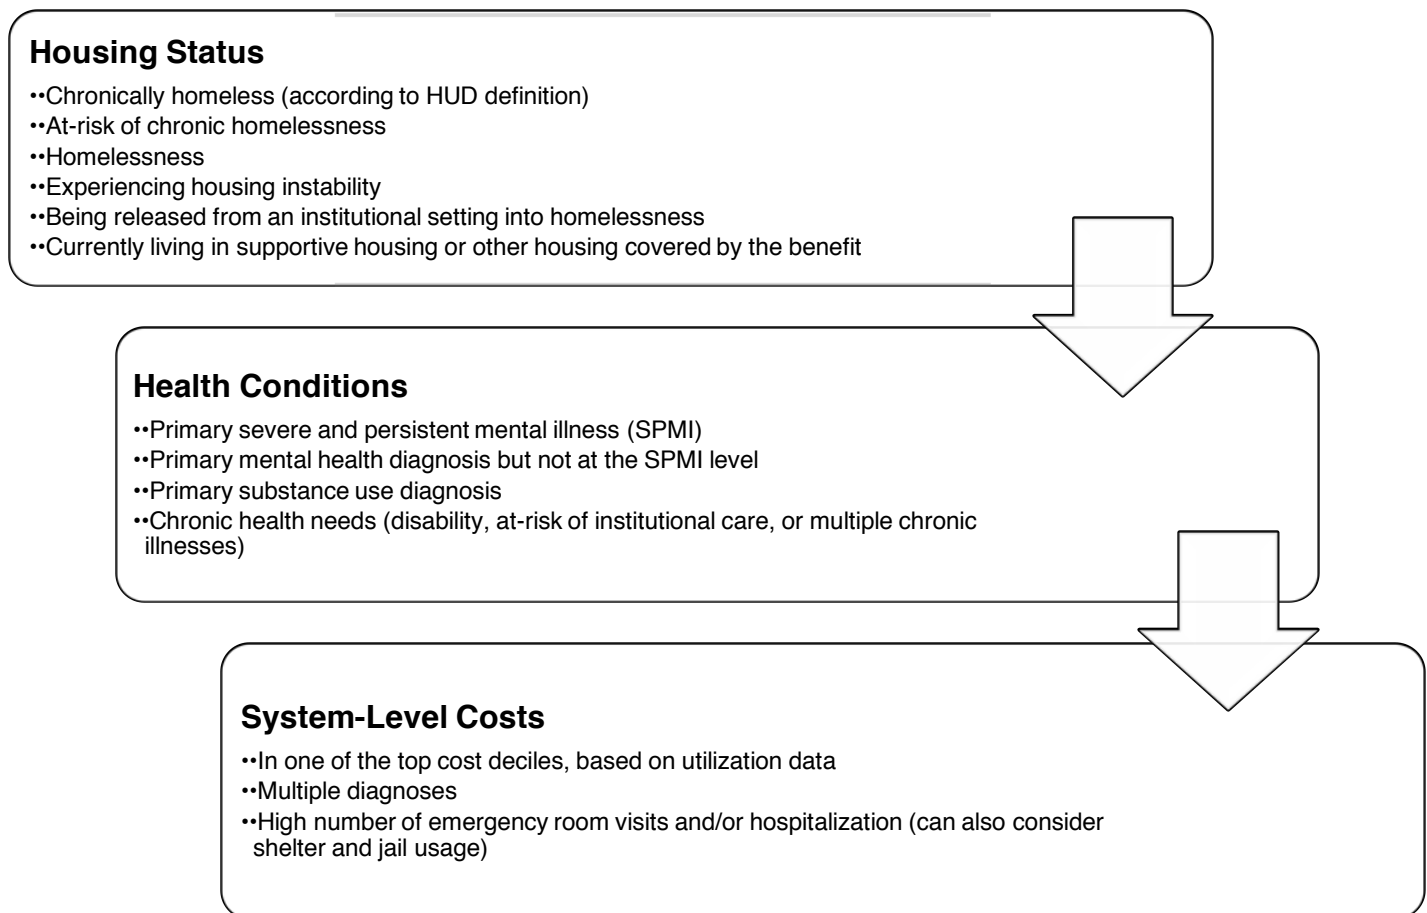 Housing Status
••Chronically homeless (according to HUD definition)
••At-risk of chronic homelessness
••Homelessness
••Experiencing housing instability
••Being released from an institutional setting into homelessness
••Currently living in supportive housing or other housing covered by the benefit
Health Conditions
••Primary severe and persistent mental illness (SPMI)
••Primary mental health diagnosis but not at the SPMI level
••Primary substance use diagnosis
••Chronic health needs (disability, at-risk of institutional care, or multiple chronic
illnesses)
System-Level Costs
••In one of the top cost deciles, based on utilization data
••Multiple diagnoses
••High number of emergency room visits and/or hospitalization (can also consider
shelter and jail usage)